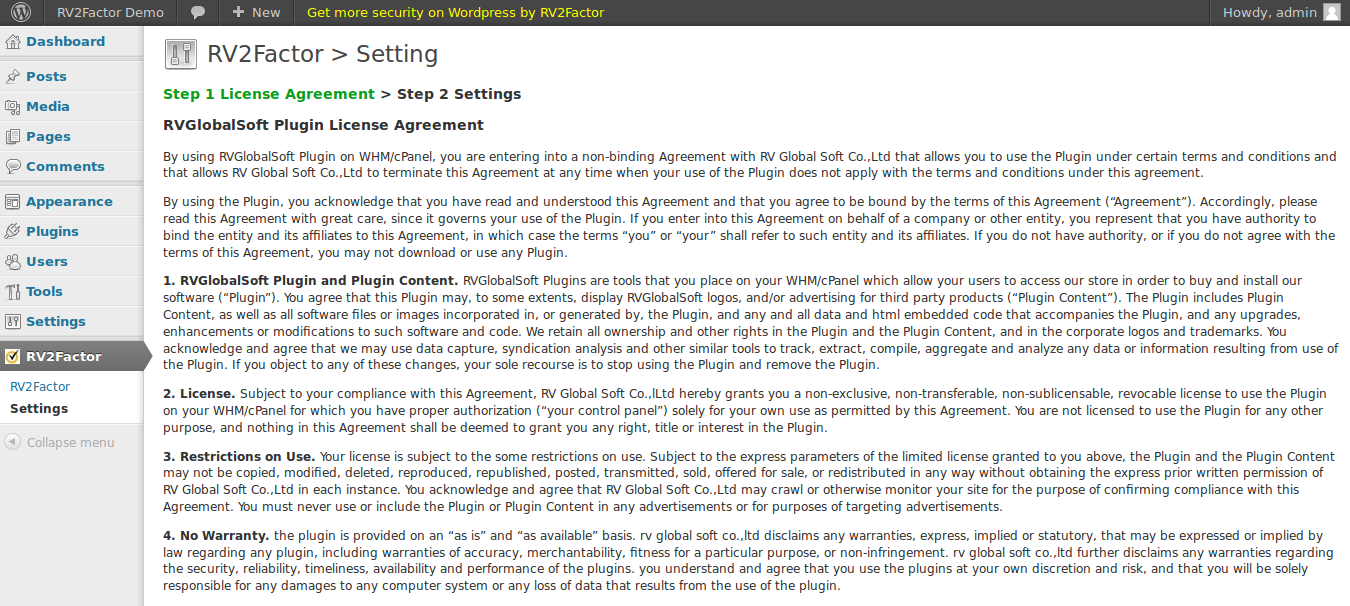 RV2Factor Demo
New
Get more security on Wordpress by RV2Factor
Howdy, admin
Dashboard
Posts
Media
Pages
Comments
Appearance
Plugins
Users
Tools
Settings
RV2Factor
RV2Factor
Settings
Collapse menu
RV2Factor > Setting
Step 1 License Agreement > Step 2 Settings
RVGlobalSoft Plugin License Agreement
By using RVGlobalSoft Plugin on WHM/cPanel, you are entering into a non-binding Agreement with RV Global Soft Co.,Ltd that allows you to use the Plugin under certain terms and conditions and
that allows RV Global Soft Co.,Ltd to terminate this Agreement at any time when your use of the Plugin does not apply with the terms and conditions under this agreement.
By using the Plugin, you acknowledge that you have read and understood this Agreement and that you agree to be bound by the terms of this Agreement (“Agreement”). Accordingly, please
read this Agreement with great care, since it governs your use of the Plugin. If you enter into this Agreement on behalf of a company or other entity, you represent that you have authority to
bind the entity and its affiliates to this Agreement, in which case the terms “you” or “your” shall refer to such entity and its affiliates. If you do not have authority, or if you do not agree with the
terms of this Agreement, you may not download or use any Plugin.
1. RVGlobalSoft Plugin and Plugin Content. RVGlobalSoft Plugins are tools that you place on your WHM/cPanel which allow your users to access our store in order to buy and install our
software (“Plugin”). You agree that this Plugin may, to some extents, display RVGlobalSoft logos, and/or advertising for third party products (“Plugin Content”). The Plugin includes Plugin
Content, as well as all software files or images incorporated in, or generated by, the Plugin, and any and all data and html embedded code that accompanies the Plugin, and any upgrades,
enhancements or modifications to such software and code. We retain all ownership and other rights in the Plugin and the Plugin Content, and in the corporate logos and trademarks. You
acknowledge and agree that we may use data capture, syndication analysis and other similar tools to track, extract, compile, aggregate and analyze any data or information resulting from use of
the Plugin. If you object to any of these changes, your sole recourse is to stop using the Plugin and remove the Plugin.
2. License. Subject to your compliance with this Agreement, RV Global Soft Co.,lLtd hereby grants you a non-exclusive, non-transferable, non-sublicensable, revocable license to use the Plugin
on your WHM/cPanel for which you have proper authorization (“your control panel”) solely for your own use as permitted by this Agreement. You are not licensed to use the Plugin for any other
purpose, and nothing in this Agreement shall be deemed to grant you any right, title or interest in the Plugin.
3. Restrictions on Use. Your license is subject to the some restrictions on use. Subject to the express parameters of the limited license granted to you above, the Plugin and the Plugin Content
may not be copied, modified, deleted, reproduced, republished, posted, transmitted, sold, offered for sale, or redistributed in any way without obtaining the express prior written permission of
RV Global Soft Co.,Ltd in each instance. You acknowledge and agree that RV Global Soft Co.,Ltd may crawl or otherwise monitor your site for the purpose of confirming compliance with this
Agreement. You must never use or include the Plugin or Plugin Content in any advertisements or for purposes of targeting advertisements.
4. No Warranty. the plugin is provided on an “as is” and “as available” basis. rv global soft co.,ltd disclaims any warranties, express, implied or statutory, that may be expressed or implied by
law regarding any plugin, including warranties of accuracy, merchantability, fitness for a particular purpose, or non-infringement. rv global soft co.,ltd further disclaims any warranties regarding
the security, reliability, timeliness, availability and performance of the plugins. you understand and agree that you use the plugins at your own discretion and risk, and that you will be solely
responsible for any damages to any computer system or any loss of data that results from the use of the plugin.